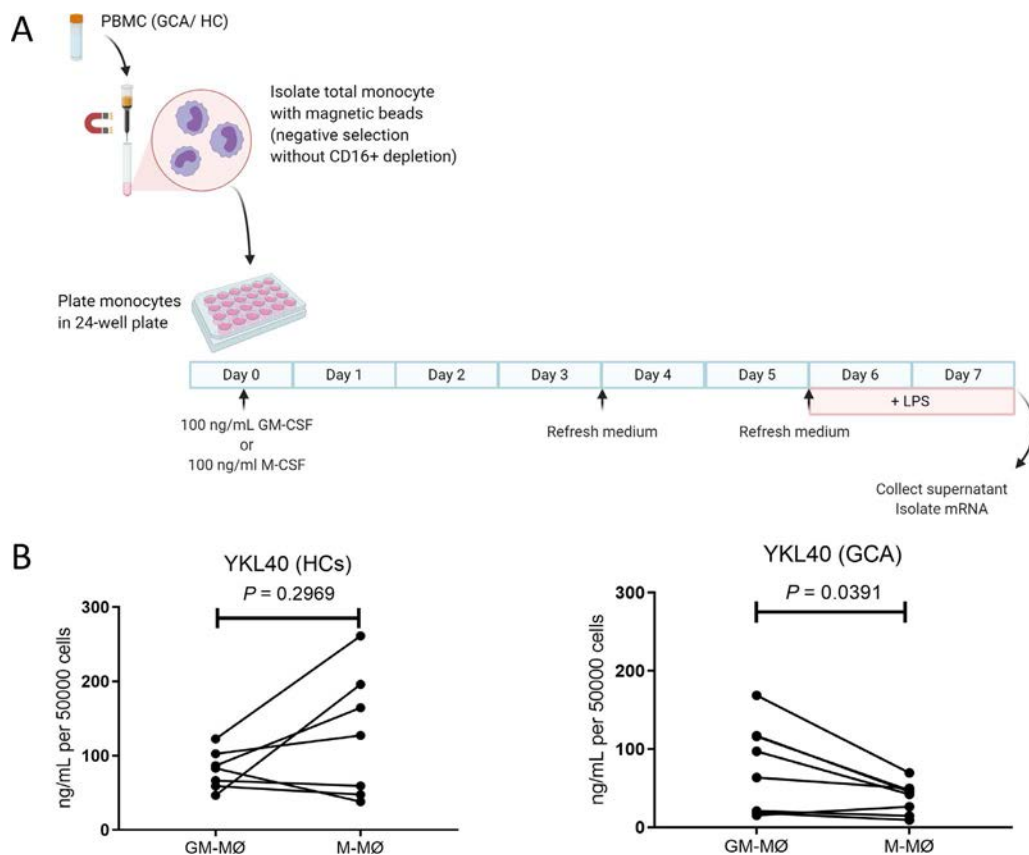 A
PBMC (GCA/ HC)
Isolate total monocyte
with magnetic beads
(negative selection
without CD16+ depletion)
Plate monocytes
in 24-well plate
Day 0 Day 1 Day 2 Day 3 Day 4 Day 5 Day 6 Day 7
+ LPS
100 ng/mL GM-CSF
or
100 ng/ml M-CSF
Refresh medium
Refresh medium
Collect supernatant
Isolate mRNA
B
YKL40 (HCs)
P = 0.2969
300
200
100
0
ng/mL per 50000 cells
GM-MØ M-MØ
YKL40 (GCA)
P = 0.0391
300
200
100
0
ng/mL per 50000 cells
GM-MØ M-MØ